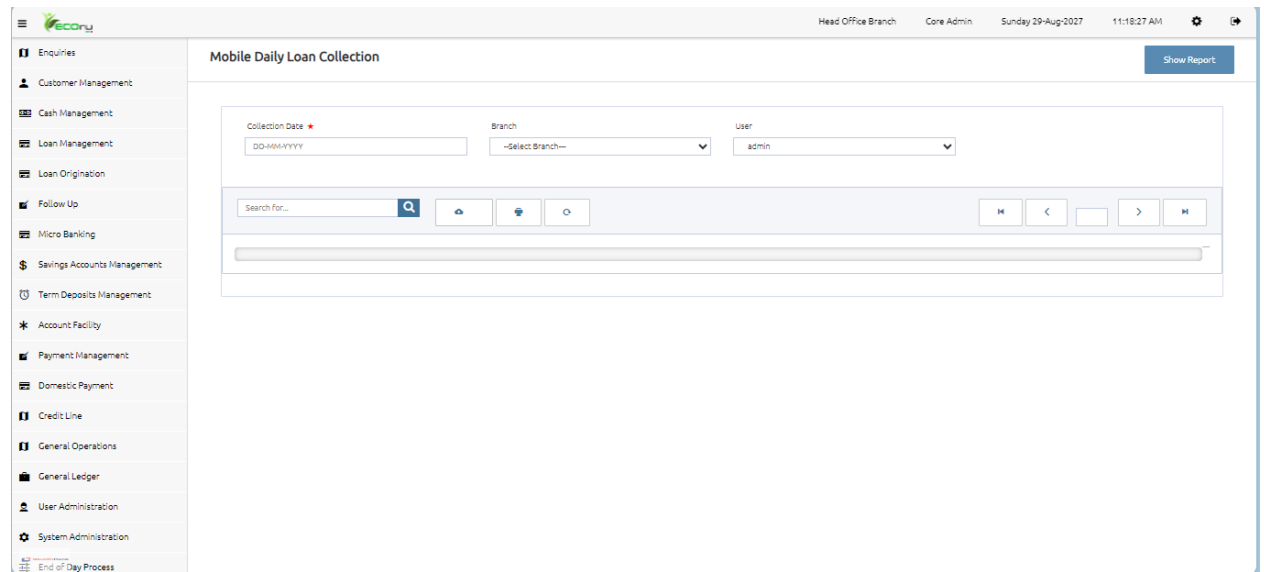 ECOry
Head Office Branch Core Admin Sunday 29-Aug-2027 11:18:27 AM
Mobile Daily Loan Collection
Show Report
Enquiries
Customer Management
Cash Management
Loan Management
Loan Origination
Follow Up
Micro Banking
Savings Accounts Management
Term Deposits Management
Account Facility
Payment Management
Domestic Payment
Credit Line
General Operations
General Ledger
User Administration
System Administration
End of Day Process
Collection Date ★ Branch User
DD-MM-YYYY --Select Branch--- admin
Search for...